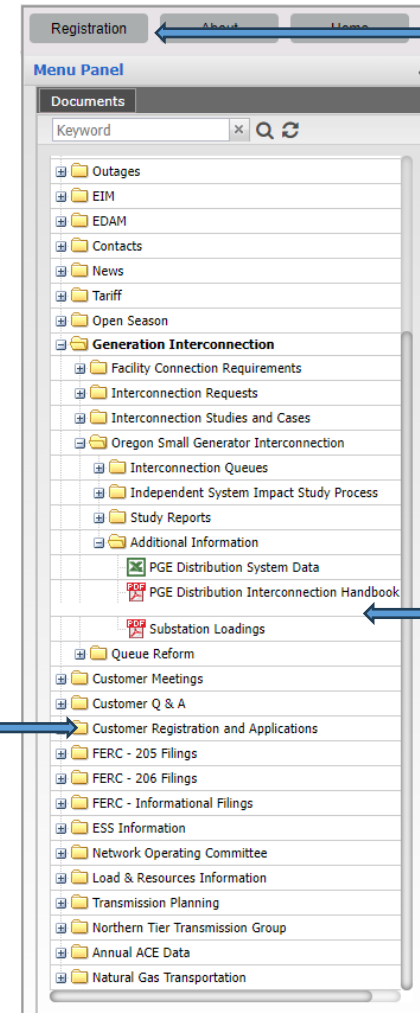 Registration
Menu Panel
Documents
Keyword
Outages
EIM
EDAM
Contacts
News
Tariff
Open Season
Generation Interconnection
Facility Connection Requirements
Interconnection Requests
Interconnection Studies and Cases
Oregon Small Generator Interconnection
Interconnection Queues
Independent System Impact Study Process
Study Reports
Additional Information
PGE Distribution System Data
PGE Distribution Interconnection Handbook
Substation Loadings
Queue Reform
Customer Meetings
Customer Q & A
Customer Registration and Applications
FERC - 205 Filings
FERC - 206 Filings
FERC - Informational Filings
ESS Information
Network Operating Committee
Load & Resources Information
Transmission Planning
Northern Tier Transmission Group
Annual ACE Data
Natural Gas Transportation